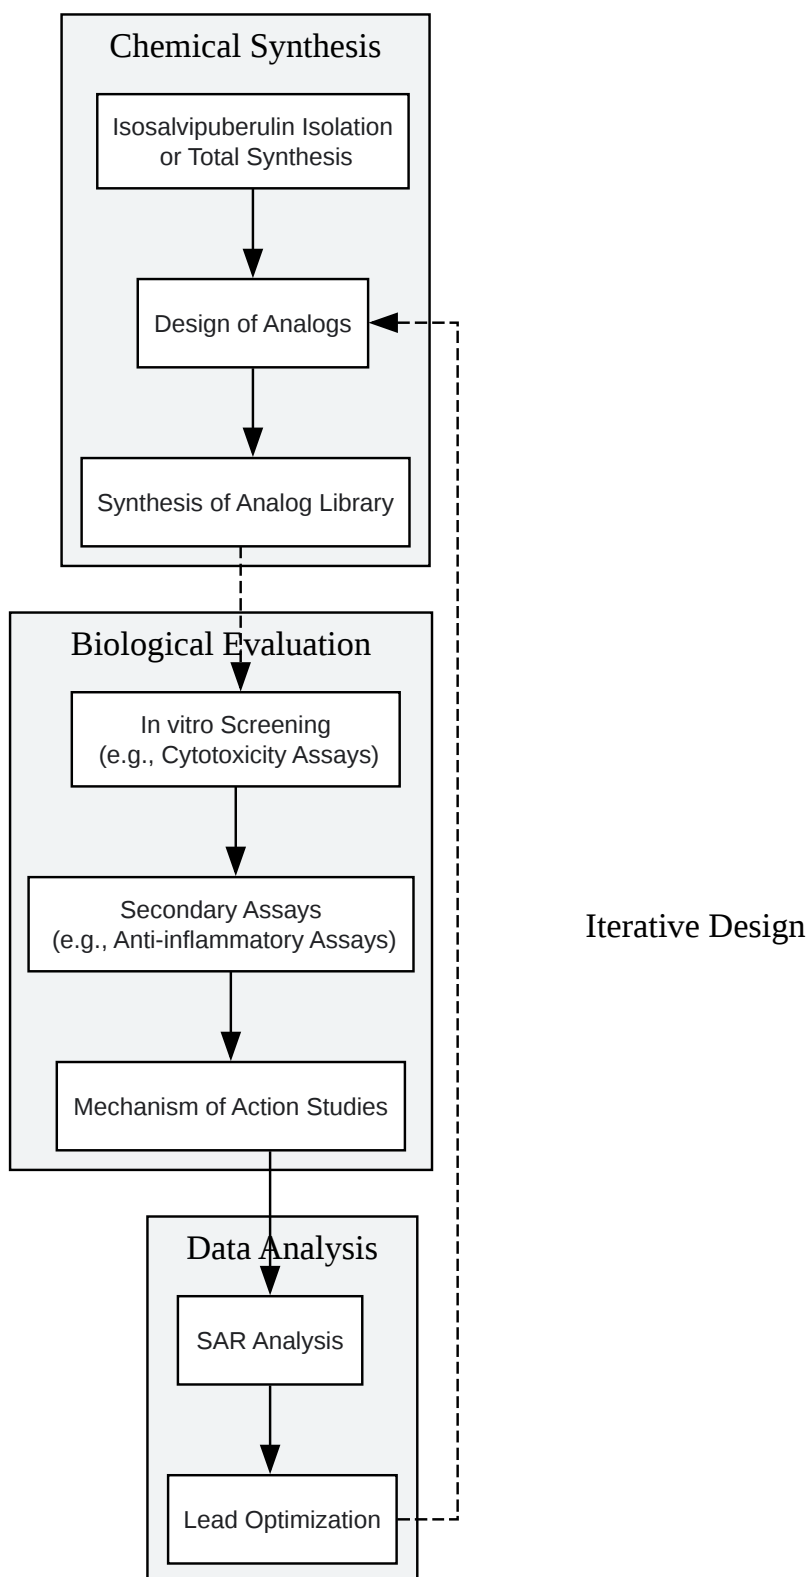 Chemical Synthesis
Isosalvipuberulin Isolation
or Total Synthesis
Design of Analogs
Synthesis of Analog Library
Biological Evaluation
In vitro Screening
(e.g., Cytotoxicity Assays)
Secondary Assays
(e.g., Anti-inflammatory Assays)
Iterative Design
Mechanism of Action Studies
Data Analysis
SAR Analysis
Lead Optimization